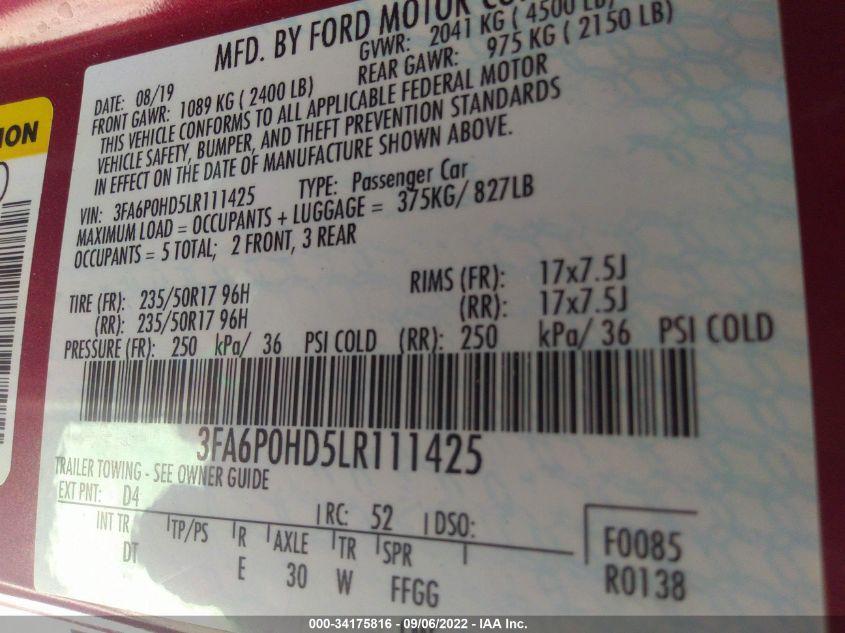 MFD. BY FORD MOTOR CO
DATE: 08/19 GVWR: 2041 KG ( 4500 LB)
FRONT GAWR: 1089 KG ( 2400 LB) REAR GAWR: 975 KG ( 2150 LB)
THIS VEHICLE CONFORMS TO ALL APPLICABLE FEDERAL MOTOR
VEHICLE SAFETY, BUMPER, AND THEFT PREVENTION STANDARDS
IN EFFECT ON THE DATE OF MANUFACTURE SHOWN ABOVE.
VIN: 3FA6P0HD5LR111425 TYPE: Passenger Car
MAXIMUM LOAD = OCCUPANTS + LUGGAGE = 375KG/ 827LB
OCCUPANTS = 5 TOTAL; 2 FRONT, 3 REAR
TIRE (FR): 235/50R17 96H RIMS (FR): 17x7.5J
(RR): 235/50R17 96H (RR): 17x7.5J
PRESSURE (FR): 250 kPa/ 36 PSI COLD (RR): 250 kPa/ 36 PSI COLD
3FA6P0HD5LR111425
TRAILER TOWING - SEE OWNER GUIDE
EXT PNT: D4 RC: 52 DSO:
INT TR TP/PS R AXLE TR SPR F0085
DT E 30 W FFGG R0138
ION
000-34175816 - 09/06/2022 - IAA Inc.